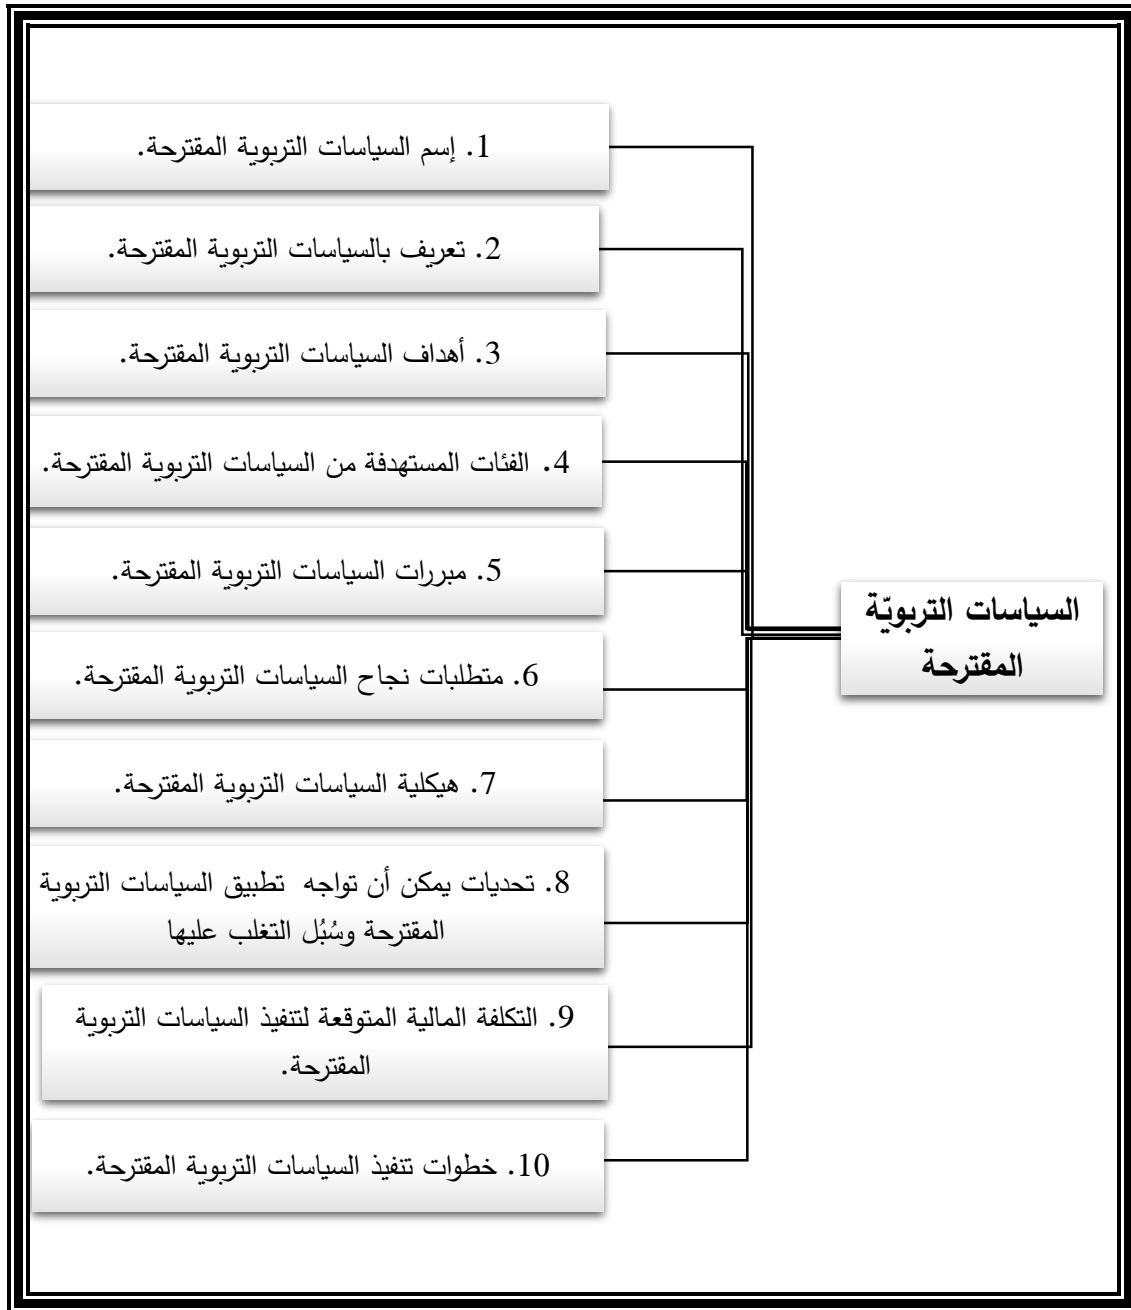 السياسات التربويّة
المقترحة
1. إسم السياسات التربوية المقترحة.
2. تعريف بالسياسات التربوية المقترحة.
3. أهداف السياسات التربوية المقترحة.
4. الفئات المستهدفة من السياسات التربوية المقترحة.
5. مبررات السياسات التربوية المقترحة.
6. متطلبات نجاح السياسات التربوية المقترحة.
7. هيكلية السياسات التربوية المقترحة.
8. تحديات يمكن أن تواجه تطبيق السياسات التربوية
المقترحة وسُبُل التغلب عليها
9. التكلفة المالية المتوقعة لتنفيذ السياسات التربوية
المقترحة.
10. خطوات تنفيذ السياسات التربوية المقترحة.